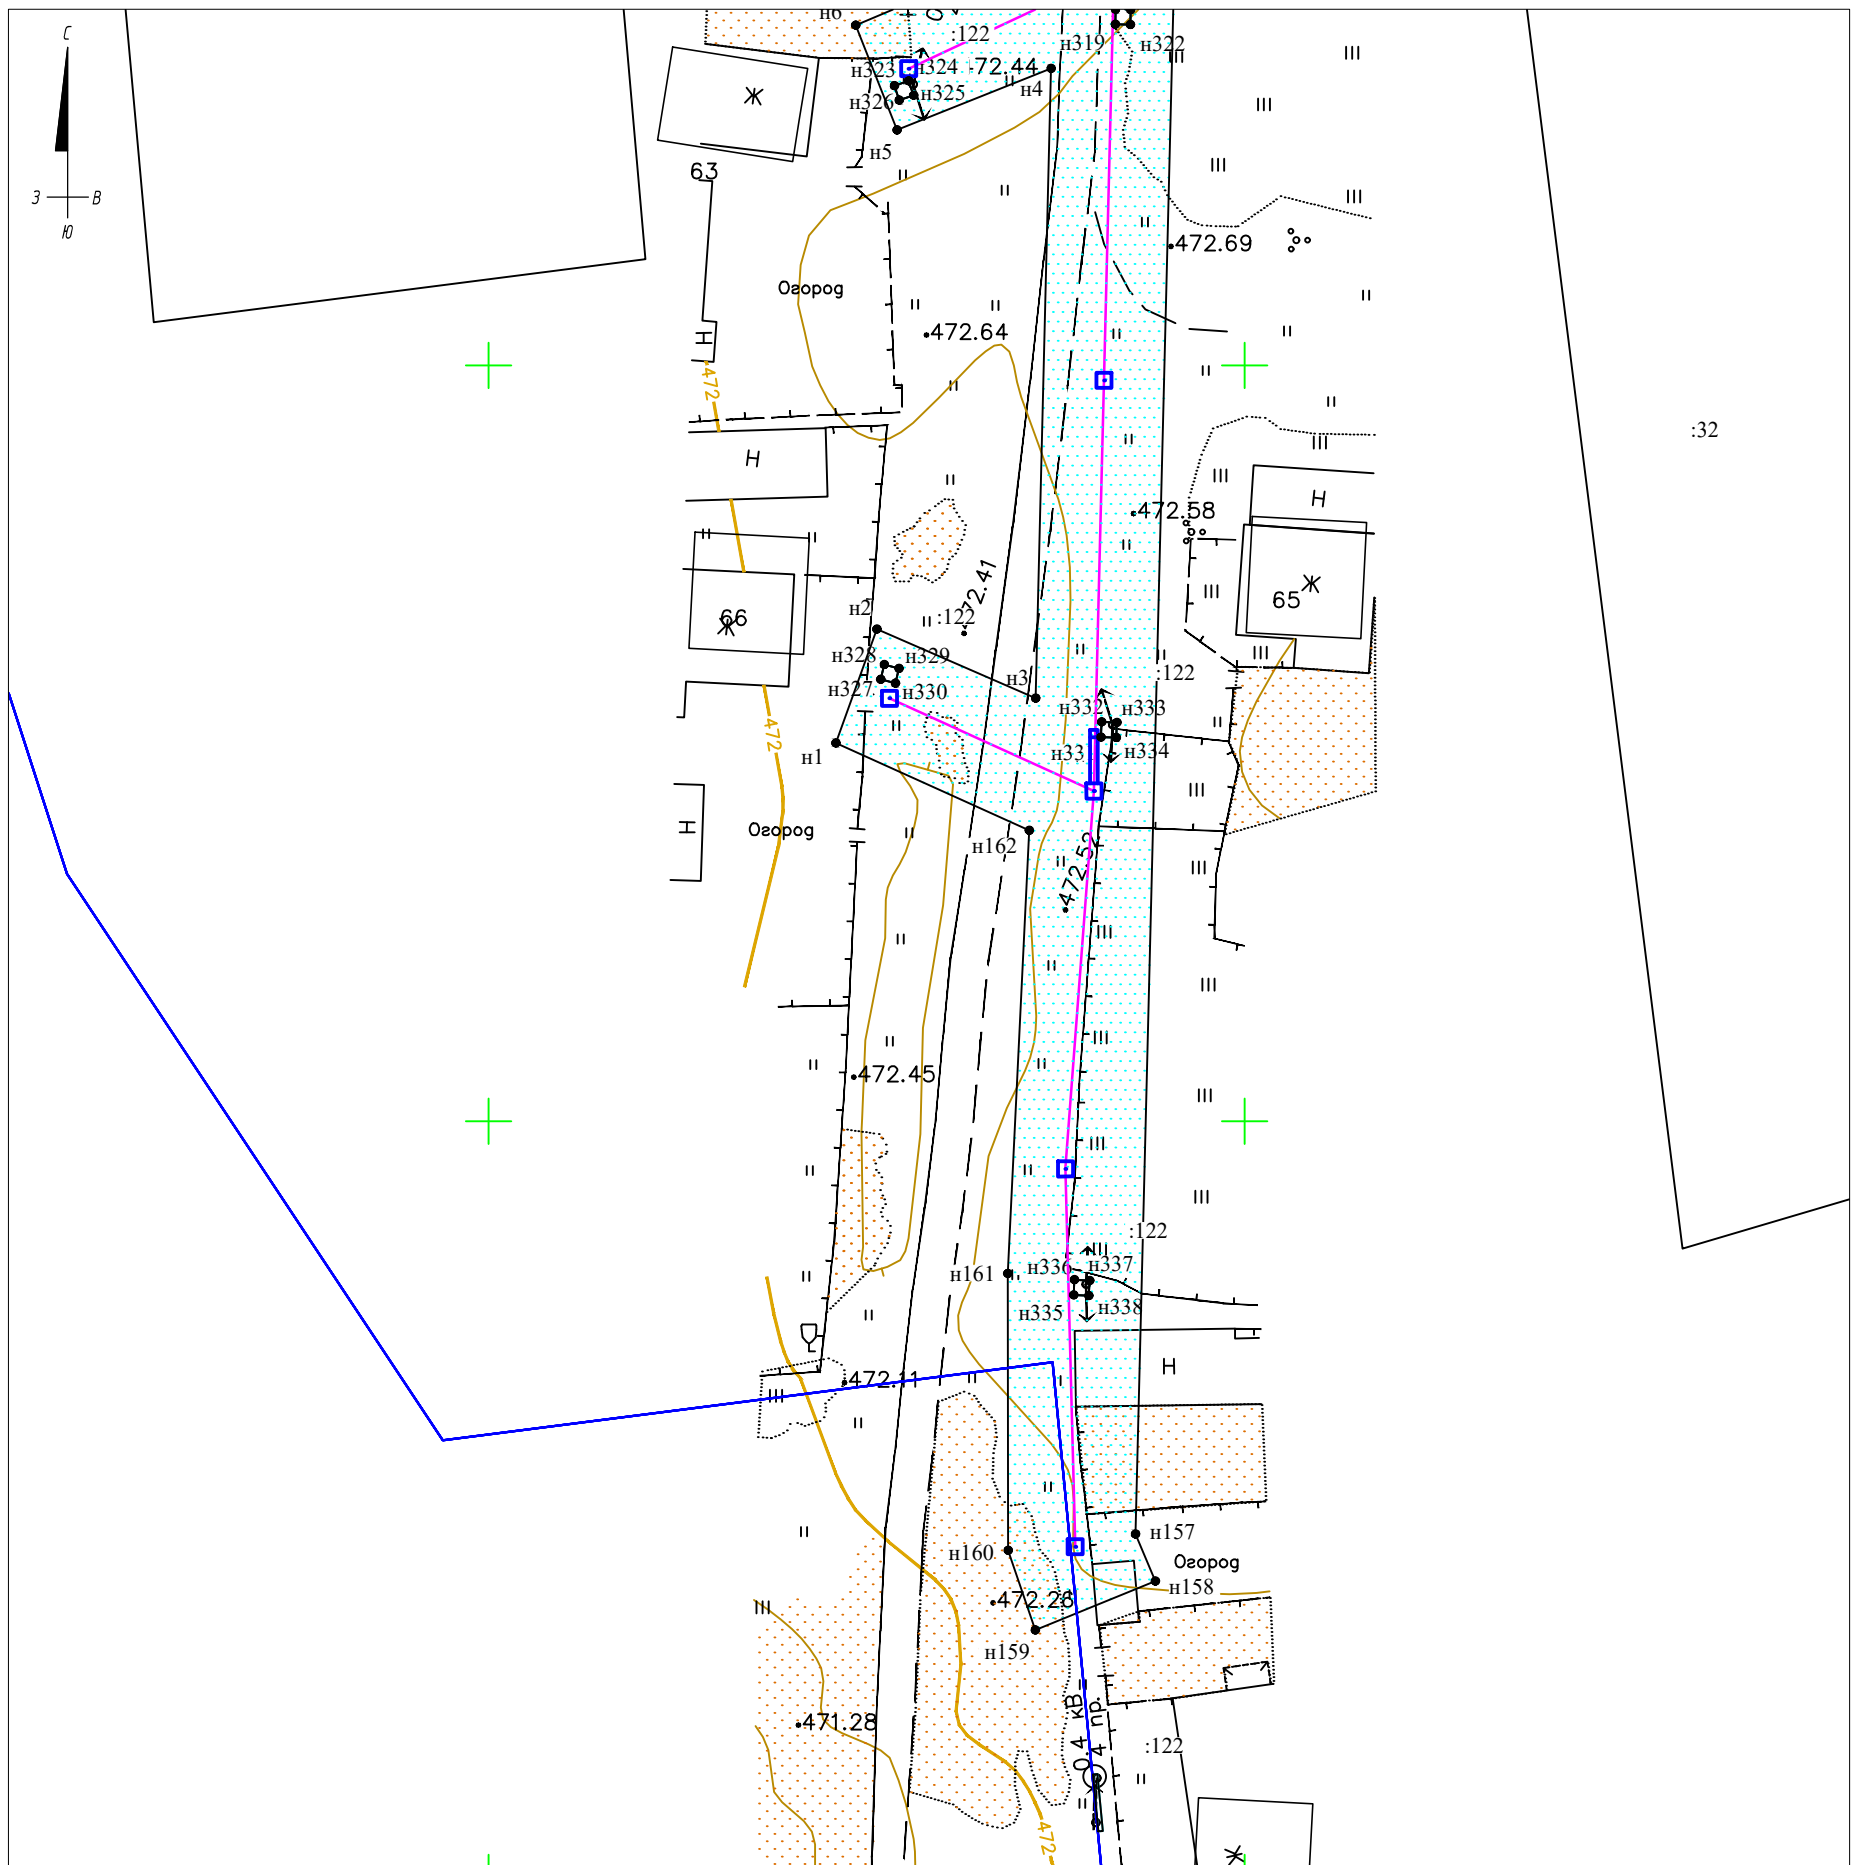 С
З
В
Ю
н6
:122
н319
н322
н323
н324
72.44
н4
н326
н325
Ж
н5
63
472.69
Огород
472.64
Н
472
:32
Н
Н
472.58
72.41
66
Ж
н2
:122
65
Ж
н328
н329
н327
н330
н3
:122
н332
н333
472
н33
н334
н1
Огород
Н
н162
472.52
472.45
:122
н161
н336
н337
н335
н338
Н
472.11
н157
н160
Огород
н158
472.26
н159
0.4 кВ
4 пр.
471.28
:122
472
Ж